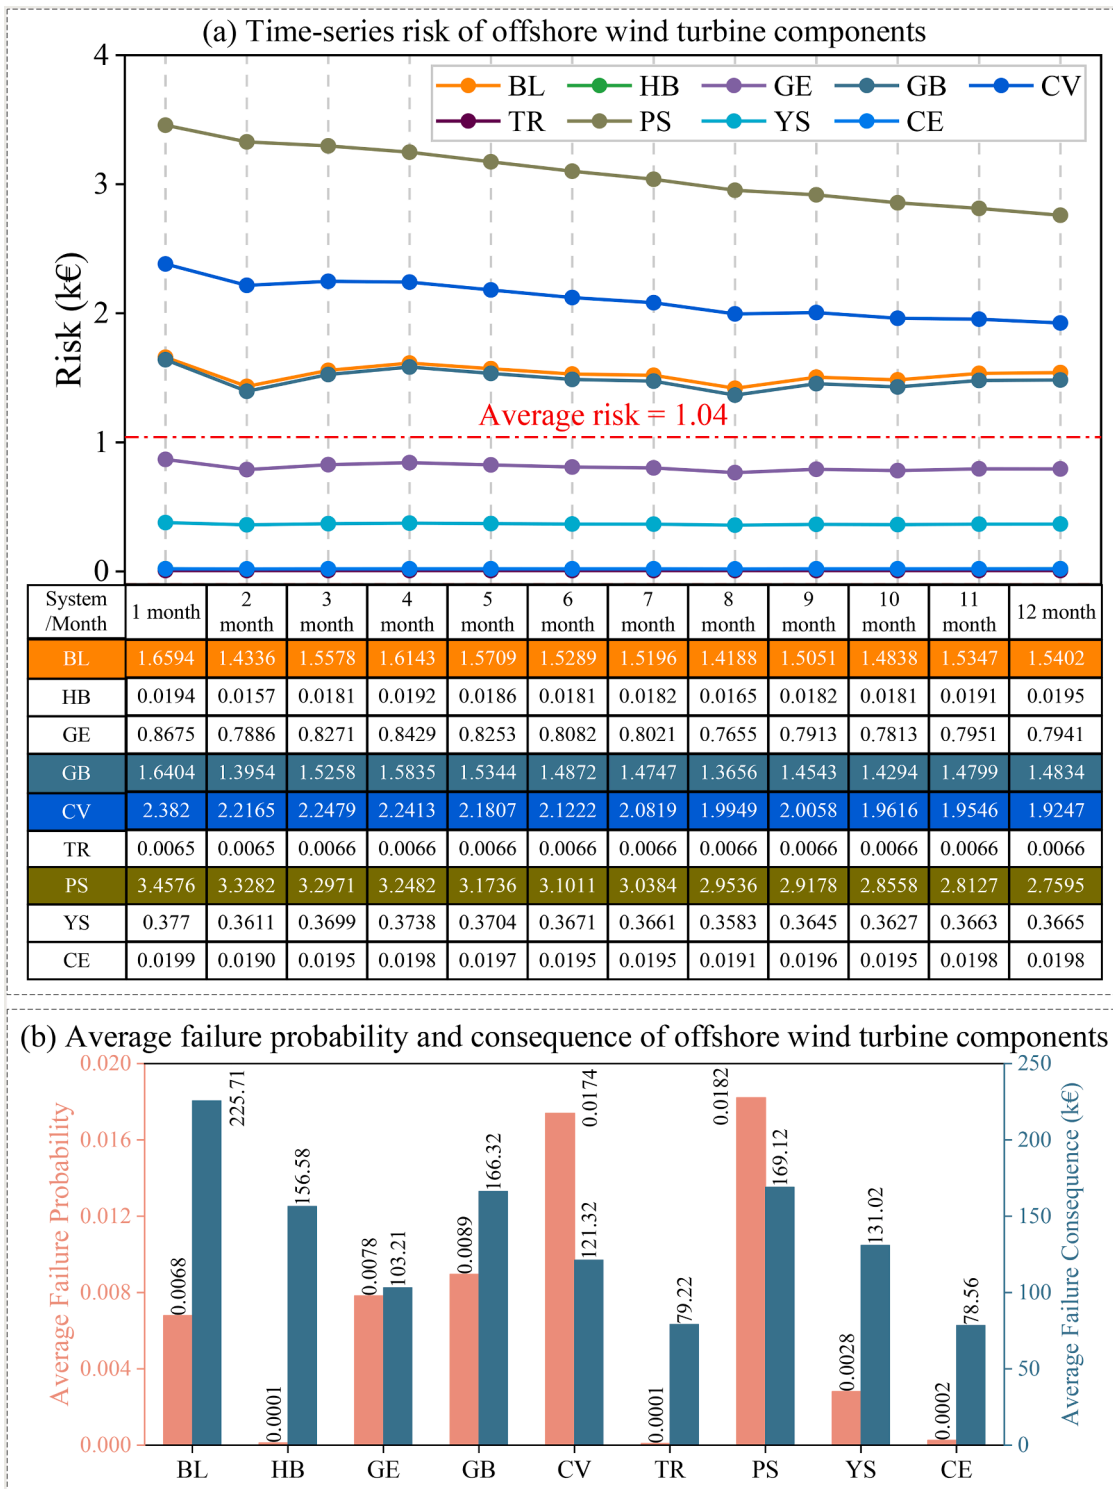 (a) Time-series risk of offshore wind turbine components
4
3
2
1
0
Risk (k€)
BL HB GE GB CV
TR PS YS CE
Average risk = 1.04
System /Month 1 month 2 month 3 month 4 month 5 month 6 month 7 month 8 month 9 month 10 month 11 month 12 month
BL 1.6594 1.4336 1.5578 1.6143 1.5709 1.5289 1.5196 1.4188 1.5051 1.4838 1.5347 1.5402
HB 0.0194 0.0157 0.0181 0.0192 0.0186 0.0181 0.0182 0.0165 0.0182 0.0181 0.0191 0.0195
GE 0.8675 0.7886 0.8271 0.8429 0.8253 0.8082 0.8021 0.7655 0.7913 0.7813 0.7951 0.7941
GB 1.6404 1.3954 1.5258 1.5835 1.5344 1.4872 1.4747 1.3656 1.4543 1.4294 1.4799 1.4834
CV 2.382 2.2165 2.2479 2.2413 2.1807 2.1222 2.0819 1.9949 2.0058 1.9616 1.9546 1.9247
TR 0.0065 0.0065 0.0066 0.0066 0.0066 0.0066 0.0066 0.0066 0.0066 0.0066 0.0066 0.0066
PS 3.4576 3.3282 3.2971 3.2482 3.1736 3.1011 3.0384 2.9536 2.9178 2.8558 2.8127 2.7595
YS 0.377 0.3611 0.3699 0.3738 0.3704 0.3671 0.3661 0.3583 0.3645 0.3627 0.3663 0.3665
CE 0.0199 0.0190 0.0195 0.0198 0.0197 0.0195 0.0195 0.0191 0.0196 0.0195 0.0198 0.0198
(b) Average failure probability and consequence of offshore wind turbine components
Average Failure Probability
0.020
0.016
0.012
0.008
0.004
0.000
0.0068 225.71
0.0001 156.58
0.0078 103.21
0.0089 166.32
0.0174 121.32
0.0001 79.22
0.0182 169.12
0.0028 131.02
0.0002 78.56
250
200
150
100
50
0
Average Failure Consequence (k€)
BL HB GE GB CV TR PS YS CE